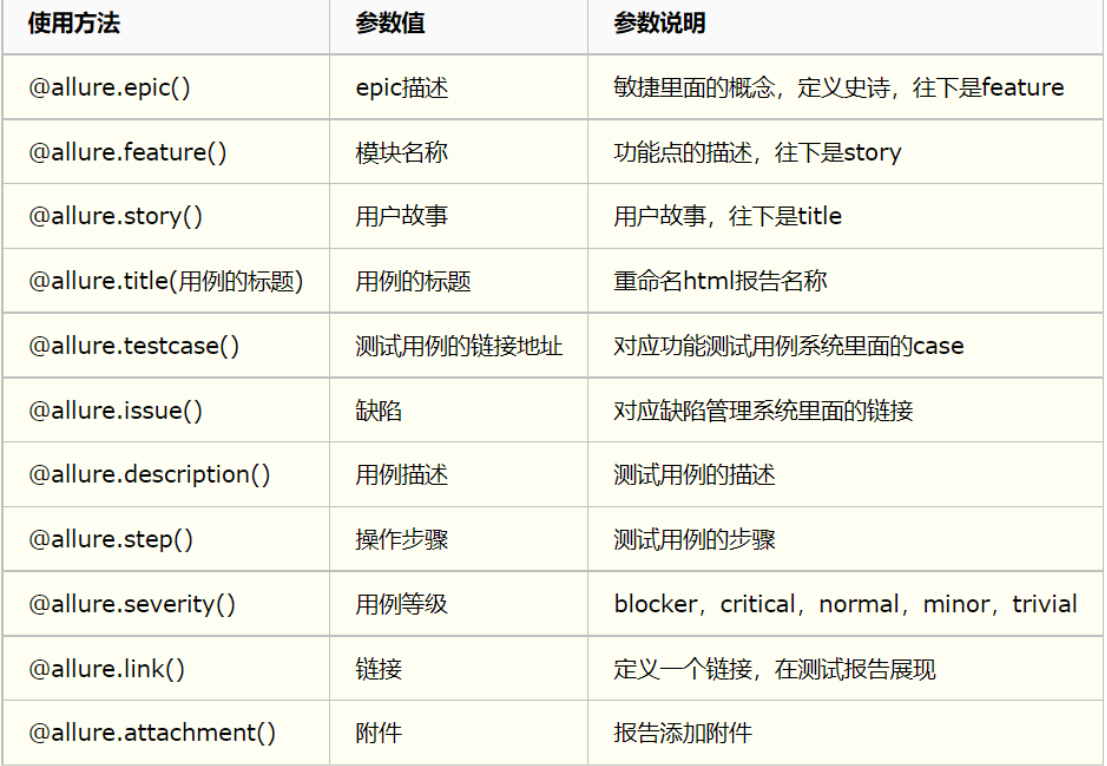 使用方法 参数值 参数说明
@allure.epic() epic描述 敏捷里面的概念，定义史诗，往下是feature
@allure.feature() 模块名称 功能点的描述，往下是story
@allure.story() 用户故事 用户故事，往下是title
@allure.title(用例的标题) 用例的标题 重命名html报告名称
@allure.testcase() 测试用例的链接地址 对应功能测试用例系统里面的case
@allure.issue() 缺陷 对应缺陷管理系统里面的链接
@allure.description() 用例描述 测试用例的描述
@allure.step() 操作步骤 测试用例的步骤
@allure.severity() 用例等级 blocker，critical，normal，minor，trivial
@allure.link() 链接 定义一个链接，在测试报告展现
@allure.attachment() 附件 报告添加附件